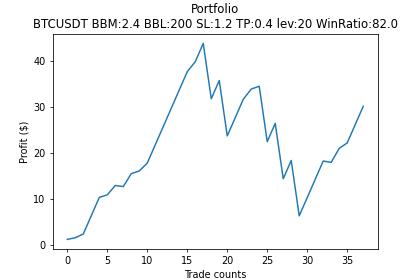 Portfolio
BTCUSDT BBM:2.4 BBL:200 SL:1.2 TP:0.4 lev:20 WinRatio:82.0
40
30
20
10
0
Profit ($)
0 5 10 15 20 25 30 35
Trade counts